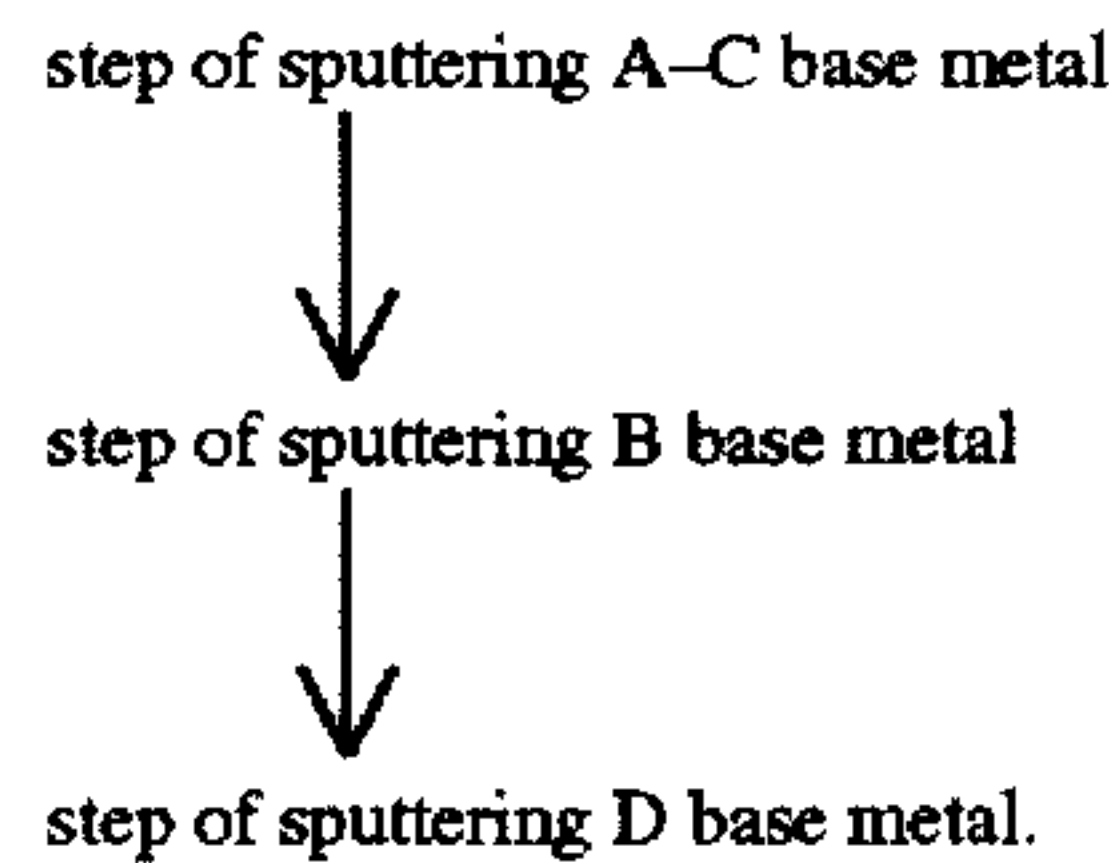 step of sputtering A–C base metal
step of sputtering B base metal
step of sputtering D base metal.